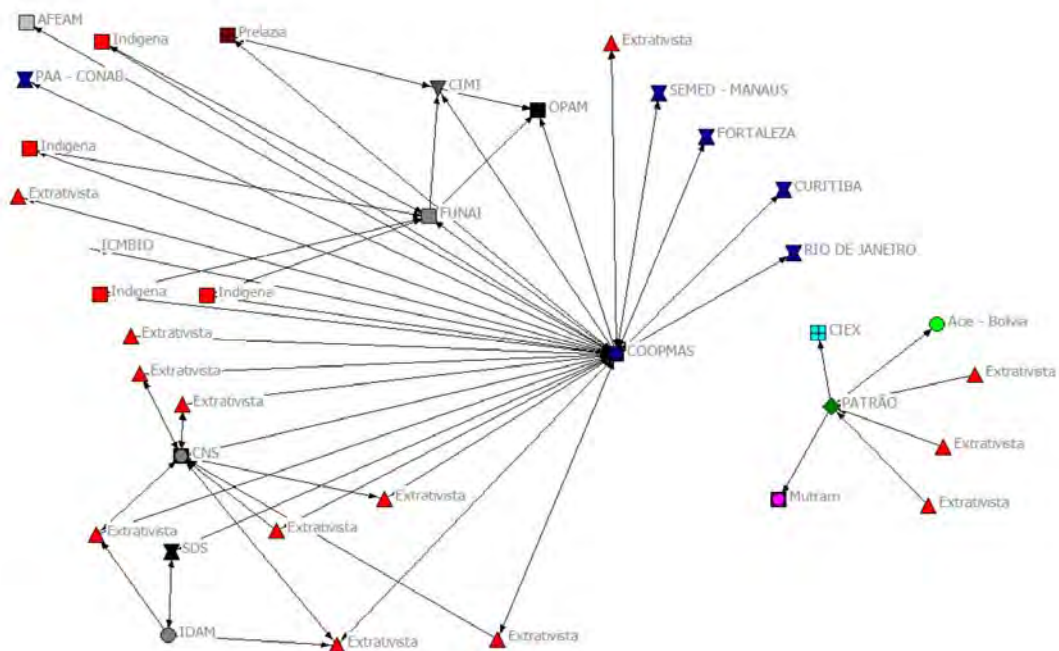 AFEAM
Indigena
Prelazia
Extrativista
PAA - CONAB
CIMI
SEMED - MANAUS
OPAM
FORTALEZA
Indigena
Extrativista
CURITIBA
FUNAI
ICMBIO
RIO DE JANEIRO
Indigena
Indigena
Extrativista
CIEX
Ace - Bolivia
COOPMAS
Extrativista
Extrativista
Extrativista
PATRÃO
Extrativista
CNS
Extrativista
Mutram
Extrativista
Extrativista
Extrativista
SDS
IDAM
Extrativista
Extrativista